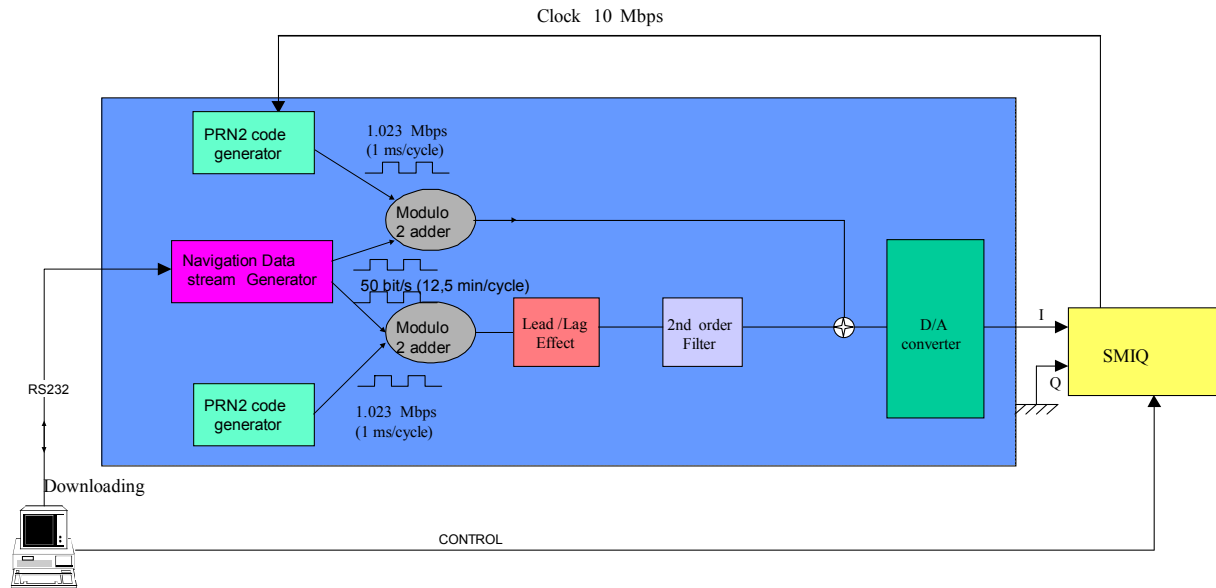 Clock 10 Mbps
PRN2 code
generator
1.023 Mbps
(1 ms/cycle)
Modulo
2 adder
Navigation Data
stream Generator
50 bit/s (12,5 min/cycle)
Modulo
2 adder
Lead /Lag
Effect
2nd order
Filter
D/A
converter
I
Q
SMIQ
RS232
PRN2 code
generator
1.023 Mbps
(1 ms/cycle)
Downloading
CONTROL